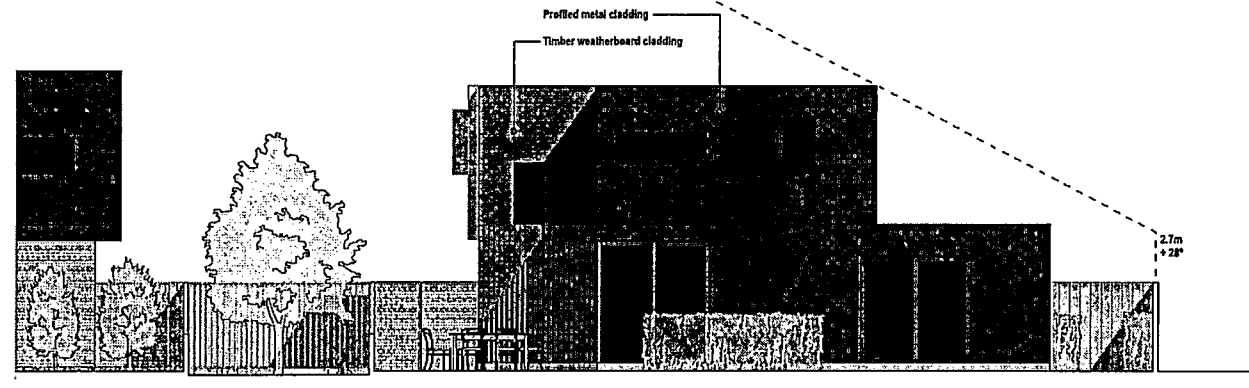 Profiled metal cladding
Timber weatherboard cladding
2.7m
+ 28°